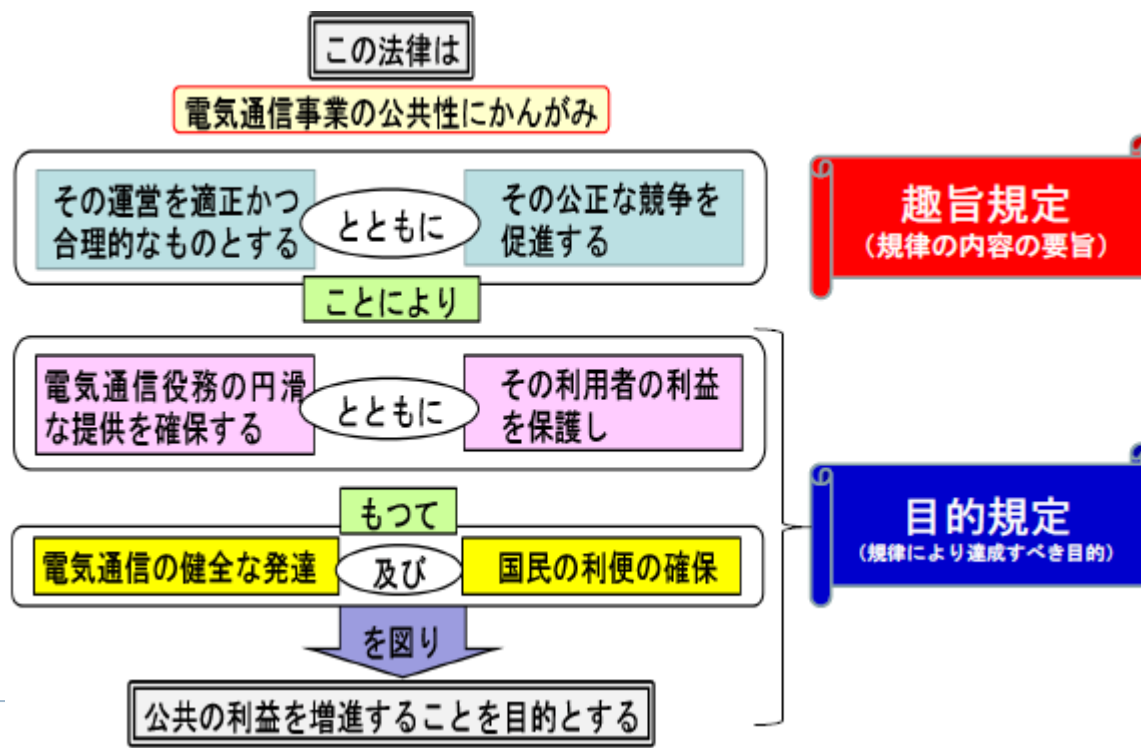 この法律は
電気通信事業の公共性にかんがみ
その運営を適正かつ
合理的なものとする
とともに
その公正な競争を
促進する
趣旨規定
（規律の内容の要旨）
ことにより
電気通信役務の円滑
な提供を確保する
とともに
その利用者の利益
を保護し
もつて
電気通信の健全な発達
及び
国民の利便の確保
目的規定
（規律により達成すべき目的）
を図り
公共の利益を増進することを目的とする